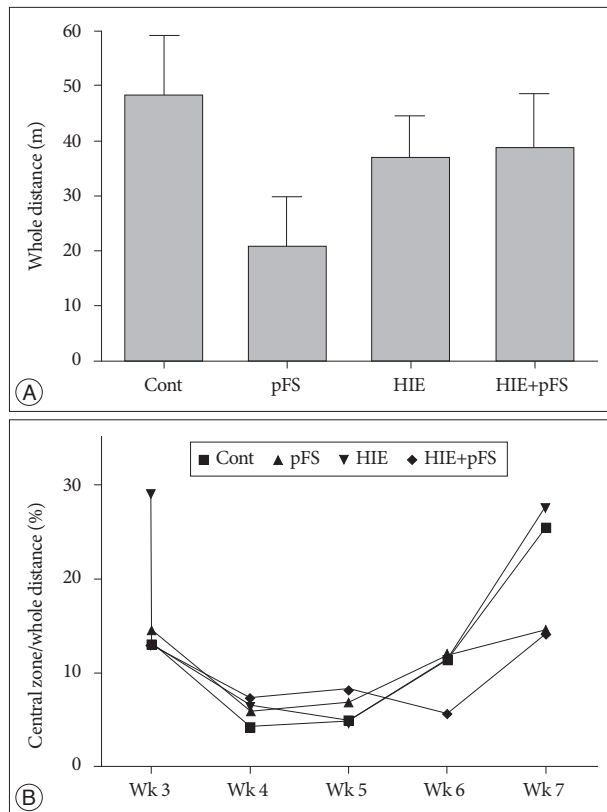 60
50
40
30
20
10
0
Whole distance (m)
Cont pFS HIE HIE+pFS
A
Cont pFS HIE HIE+pFS
30
20
10
0
Central zone/whole distance (%)
Wk 3 Wk 4 Wk 5 Wk 6 Wk 7
B